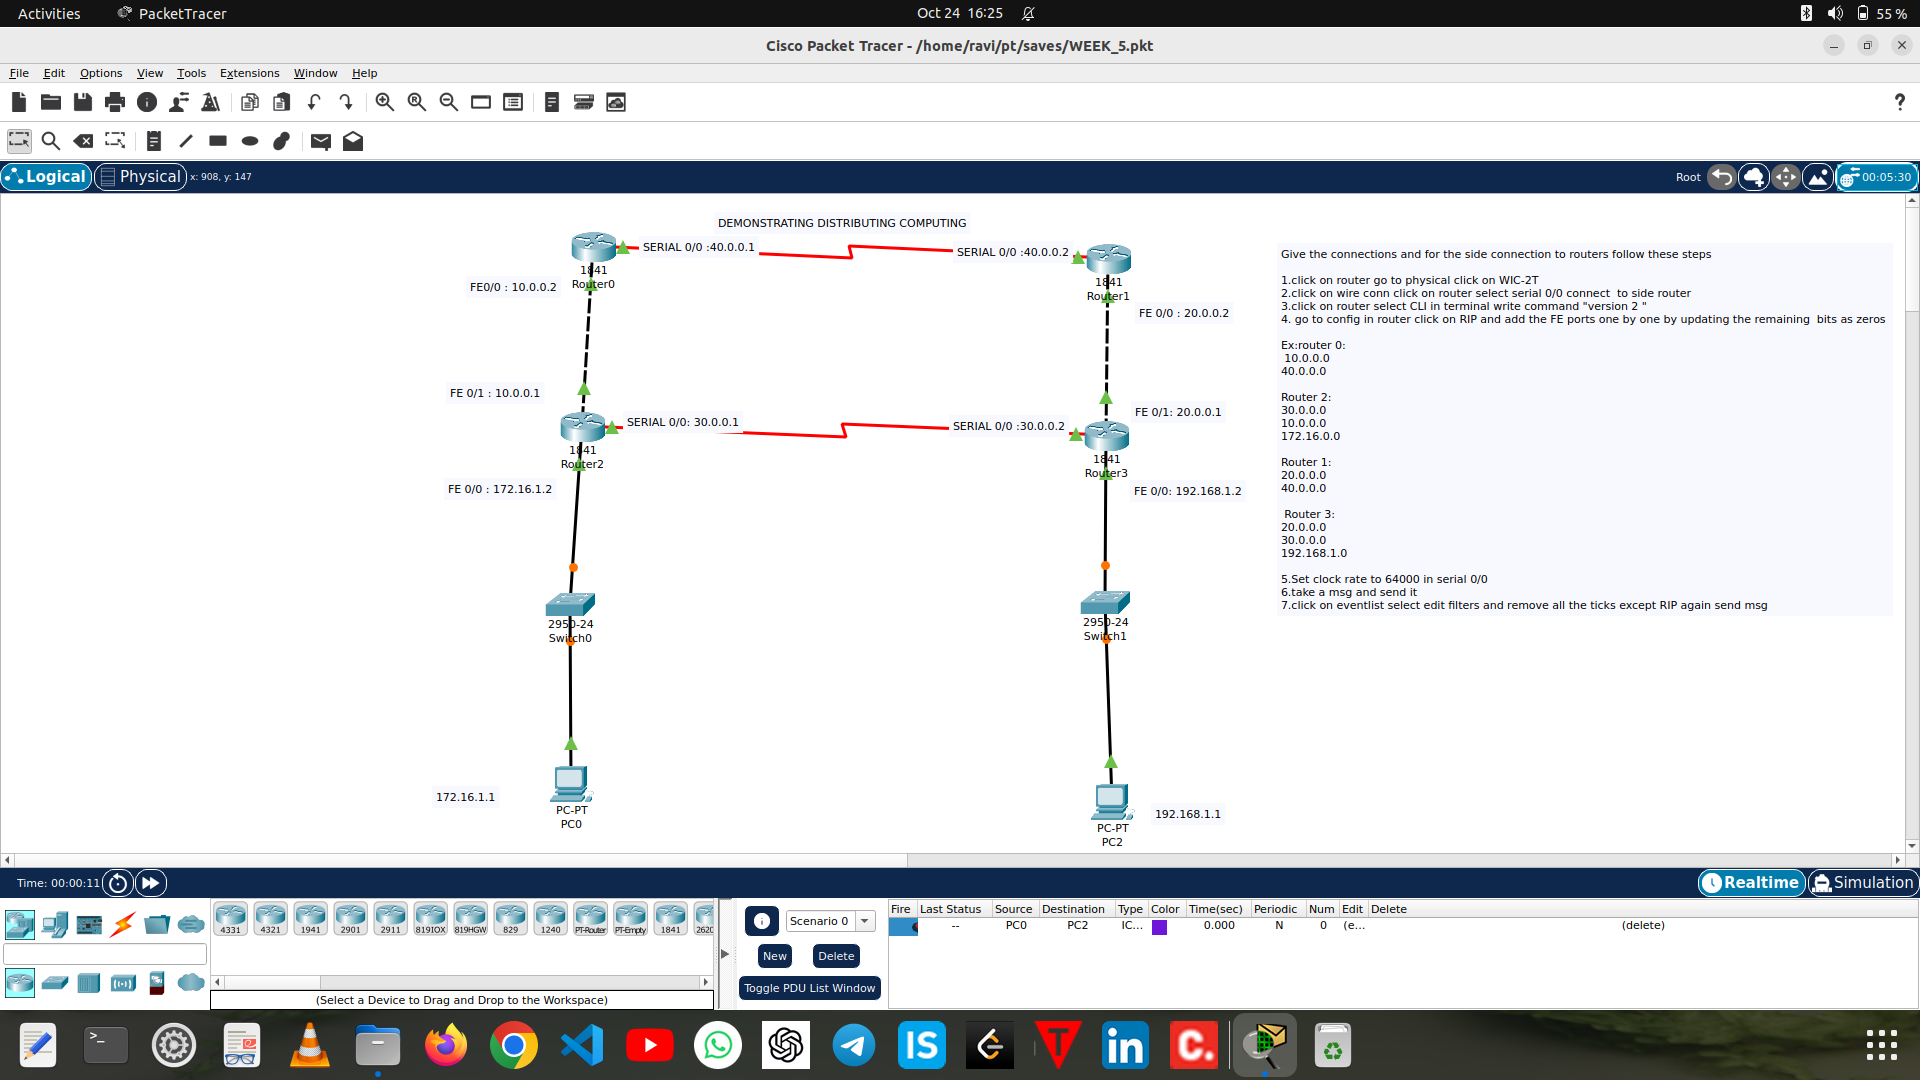 Activities
PacketTracer
Oct 24 16:25
55 %
Cisco Packet Tracer - /home/ravi/pt/saves/WEEK_5.pkt
File Edit Options View Tools Extensions Window Help
?
Logical
Physical
x: 908, y: 147
Root
00:05:30
DEMONSTRATING DISTRIBUTING COMPUTING
SERIAL 0/0 :40.0.0.1
SERIAL 0/0 :40.0.0.2
1841
Router0
1841
Router1
FE0/0 : 10.0.0.2
FE 0/0 : 20.0.0.2
FE 0/1 : 10.0.0.1
FE 0/1: 20.0.0.1
SERIAL 0/0: 30.0.0.1
SERIAL 0/0 :30.0.0.2
1841
Router2
1841
Router3
FE 0/0 : 172.16.1.2
FE 0/0: 192.168.1.2
2950-24
Switch0
2950-24
Switch1
172.16.1.1
PC-PT
PC0
192.168.1.1
PC-PT
PC2
Give the connections and for the side connection to routers follow these steps
1.click on router go to physical click on WIC-2T
2.click on wire conn click on router select serial 0/0 connect to side router
3.click on router select CLI in terminal write command "version 2 "
4. go to config in router click on RIP and add the FE ports one by one by updating the remaining bits as zeros
Ex:router 0:
10.0.0.0
40.0.0.0
Router 2:
30.0.0.0
10.0.0.0
172.16.0.0
Router 1:
20.0.0.0
40.0.0.0
Router 3:
20.0.0.0
30.0.0.0
192.168.1.0
5.Set clock rate to 64000 in serial 0/0
6.take a msg and send it
7.click on eventlist select edit filters and remove all the ticks except RIP again send msg
Time: 00:00:11
Realtime
Simulation
4331 4321 1941 2901 2911 819IOX 819HGW 829 1240 PT-Router PT-Empty 1841 2620
(Select a Device to Drag and Drop to the Workspace)
Scenario 0
New
Delete
Toggle PDU List Window
Fire Last Status Source Destination Type Color Time(sec) Periodic Num Edit Delete
-- PC0 PC2 IC... 0.000 N 0 (e... (delete)
>_
IS
T
in
C.